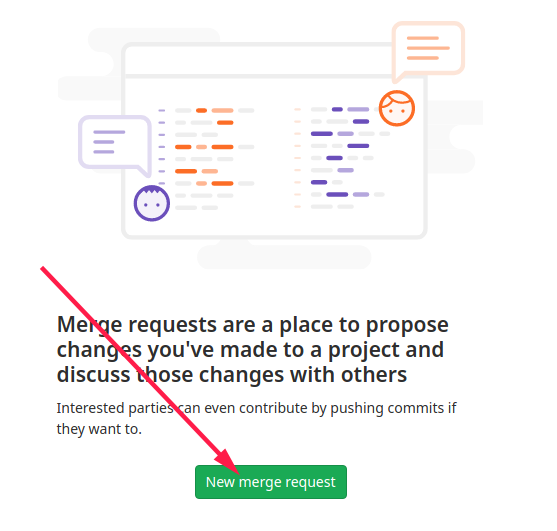 Merge requests are a place to propose
changes you've made to a project and
discuss those changes with others
Interested parties can even contribute by pushing commits if
they want to.
New merge request